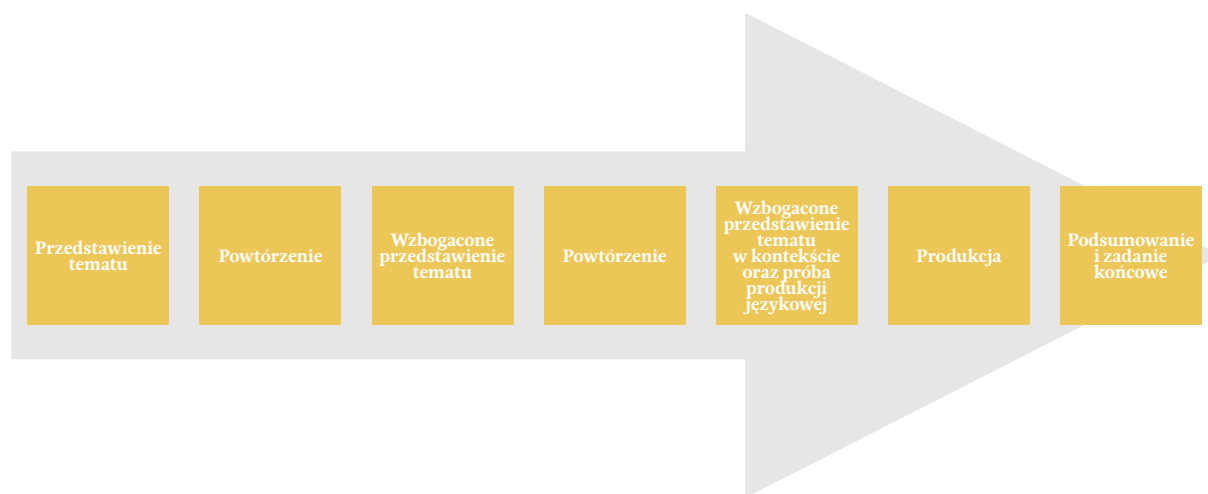 Przedstawienie
tematu
Powtórzenie
Wzbogacone
przedstawienie
tematu
Powtórzenie
Wzbogacone
przedstawienie
tematu
w kontekście
oraz próba
produkcji
językowej
Produkcja
Podsumowanie
i zadanie
końcowe